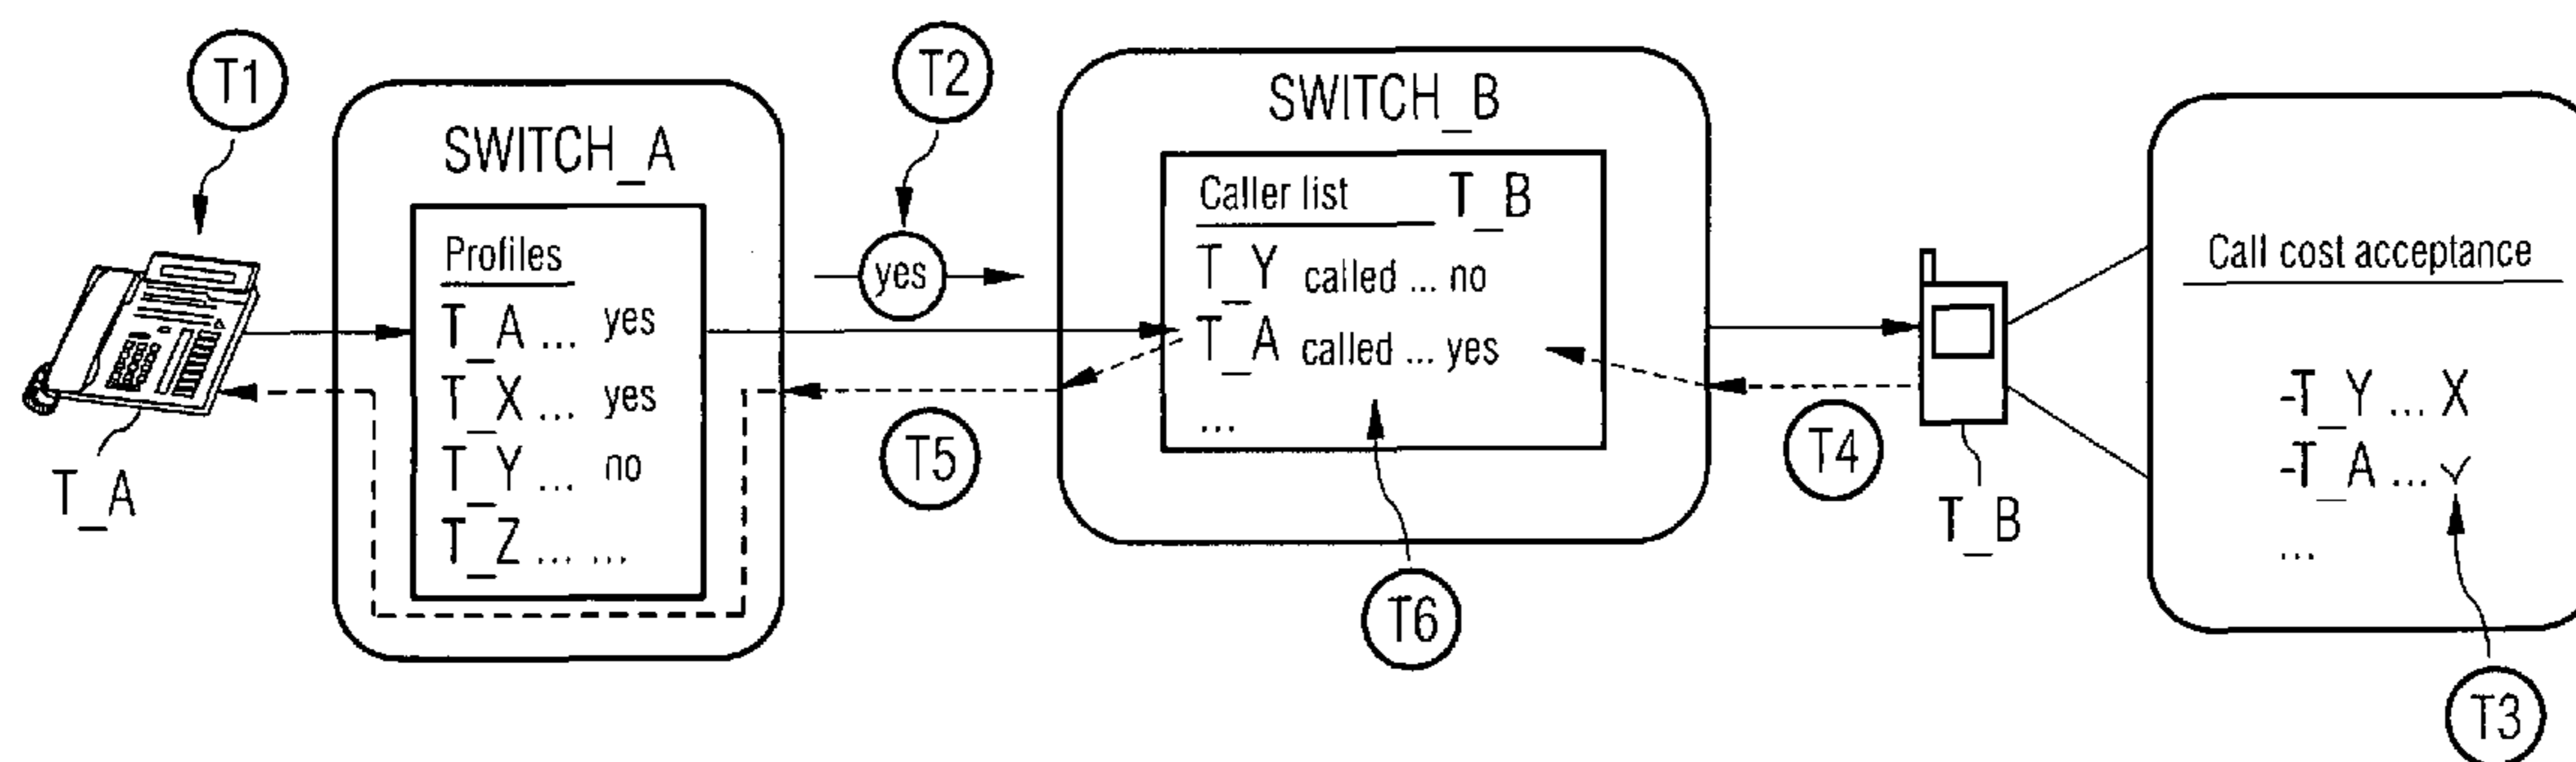 T1
T_A
SWITCH_A
Profiles
T_A ... yes
T_X ... yes
T_Y ... no
T_Z ... ...
T2
yes
T5
SWITCH_B
Caller list T_B
T_Y called ... no
T_A called ... yes
...
T6
T4
T_B
Call cost acceptance
-T_Y ... X
-T_A ... ✓
...
T3